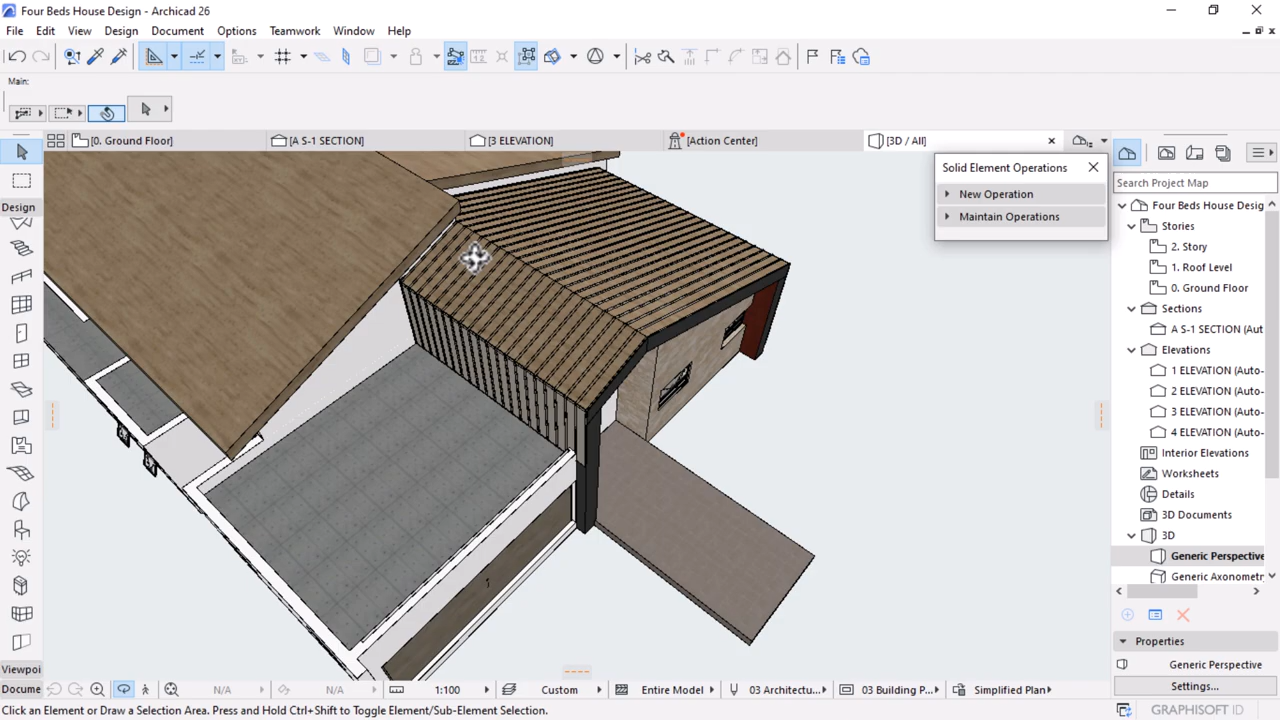 Four Beds House Design - Archicad 26
File Edit View Design Document Options Teamwork Window Help
Main:
[0. Ground Floor]
[A S-1 SECTION]
[3 ELEVATION]
[Action Center]
[3D / All]
Design
Solid Element Operations
New Operation
Maintain Operations
Search Project Map
Four Beds House Desig
Stories
2. Story
1. Roof Level
0. Ground Floor
Sections
A S-1 SECTION (Aut
Elevations
1 ELEVATION (Auto-
2 ELEVATION (Auto-
3 ELEVATION (Auto-
4 ELEVATION (Auto-
Interior Elevations
Worksheets
Details
3D Documents
3D
Generic Perspective
Generic Axonometr
Properties
Generic Perspective
Settings...
Viewpoi
Docume
N/A
N/A
1:100
Custom
Entire Model
03 Architectu...
03 Building P...
Simplified Plan
Click an Element or Draw a Selection Area. Press and Hold Ctrl+Shift to Toggle Element/Sub-Element Selection.
GRAPHISOFT ID